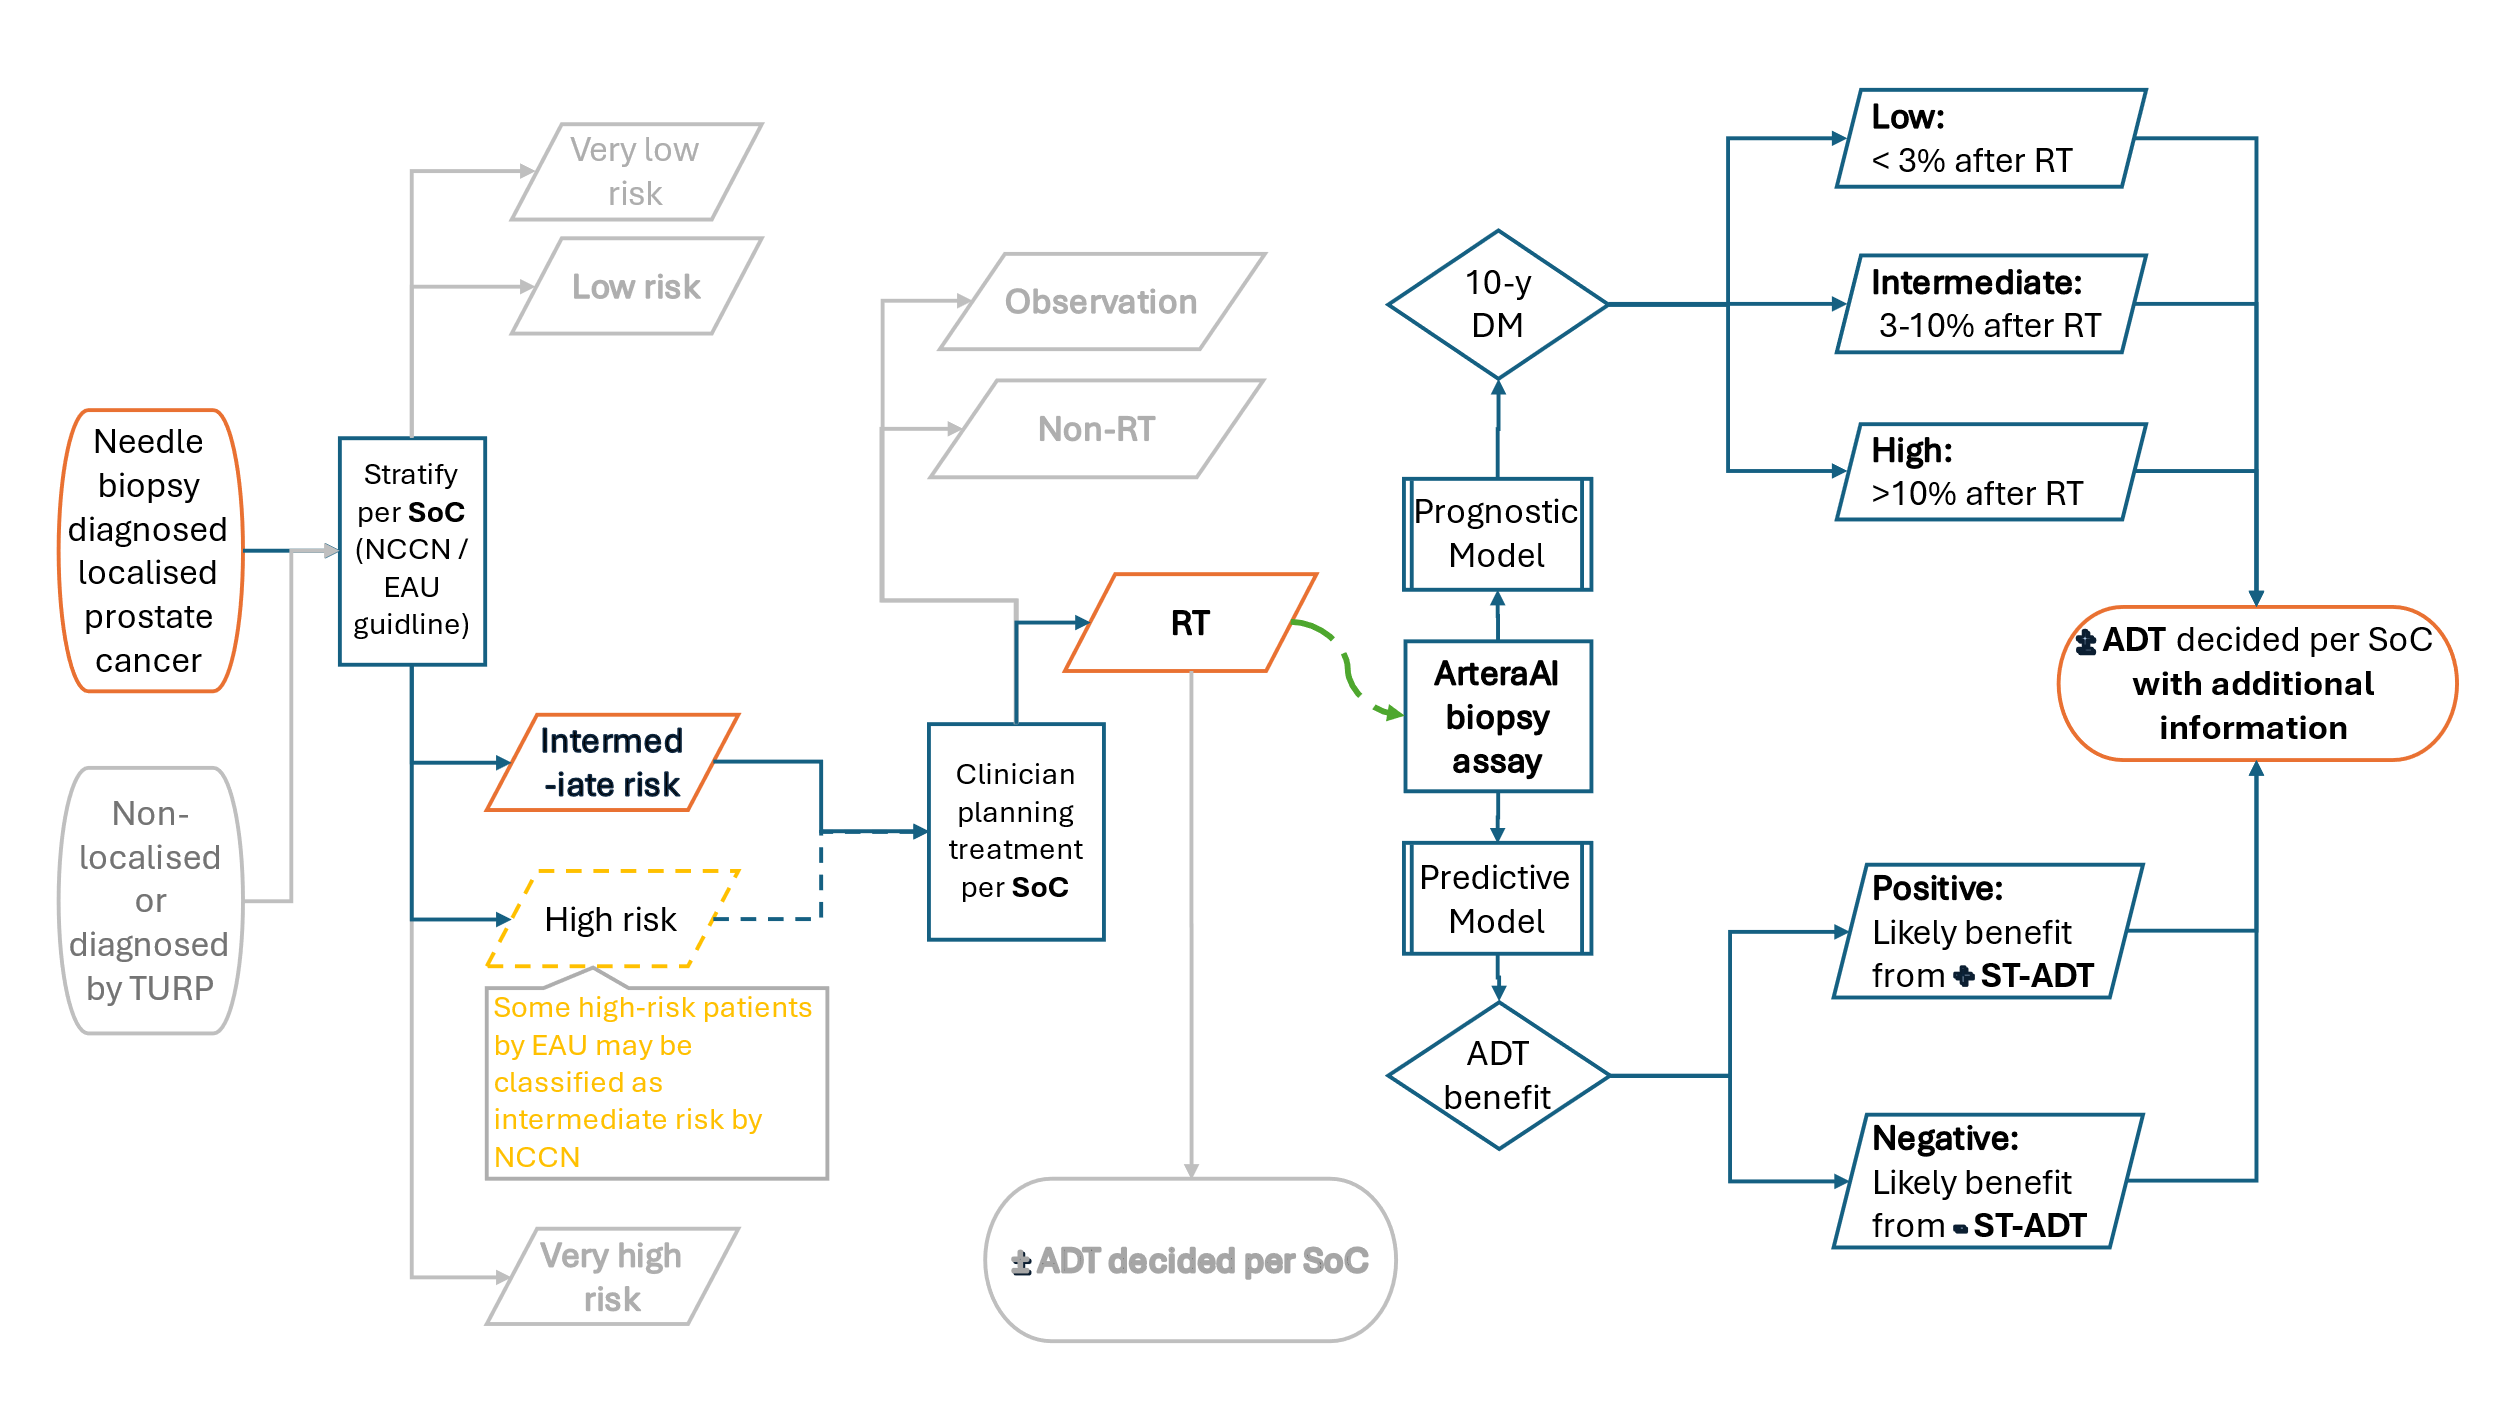 Needle
biopsy
diagnosed
localised
prostate
cancer
Non-
localised
or
diagnosed
by TURP
Stratify
per SoC
(NCCN /
EAU
guidline)
Very low
risk
Low risk
Intermed
-iate risk
High risk
Some high-risk patients
by EAU may be
classified as
intermediate risk by
NCCN
Very high
risk
Observation
Non-RT
RT
Clinician
planning
treatment
per SoC
± ADT decided per SoC
10-y
DM
Prognostic
Model
ArteraAI
biopsy
assay
Predictive
Model
ADT
benefit
Low:
< 3% after RT
Intermediate:
3-10% after RT
High:
>10% after RT
± ADT decided per SoC
with additional
information
Positive:
Likely benefit
from + ST-ADT
Negative:
Likely benefit
from - ST-ADT